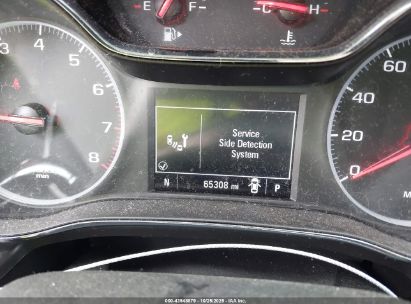 E F
C H
3 4 5 6 7 8
60 40 20 0
Service
Side Detection
System
N 65308 mi P